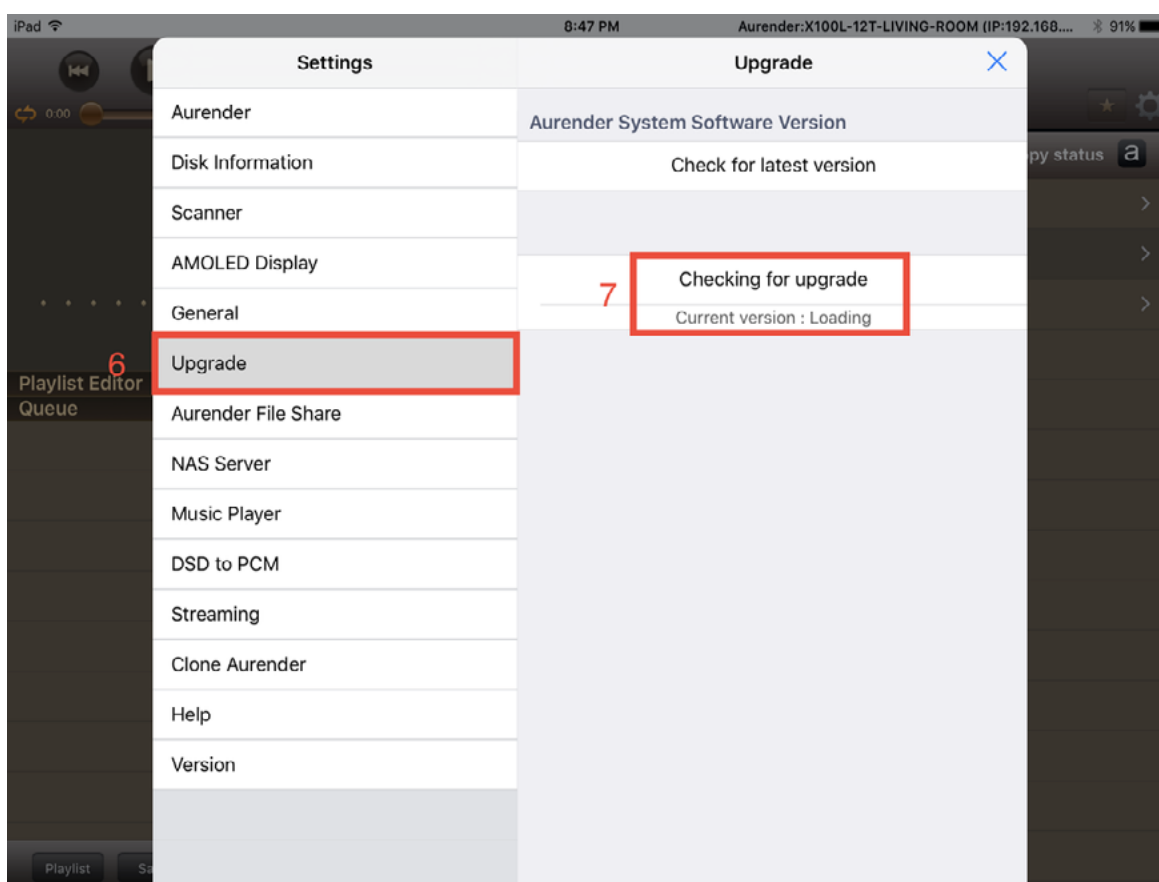 iPad 8:47 PM Aurender:X100L-12T-LIVING-ROOM (IP:192.168.... 91%
Settings
Upgrade
0:00
Aurender
Aurender System Software Version
Disk Information
Check for latest version
py status a
Scanner
AMOLED Display
7
Checking for upgrade
General
Current version : Loading
6
Upgrade
Playlist Editor
Queue
Aurender File Share
NAS Server
Music Player
DSD to PCM
Streaming
Clone Aurender
Help
Version
Playlist Sa